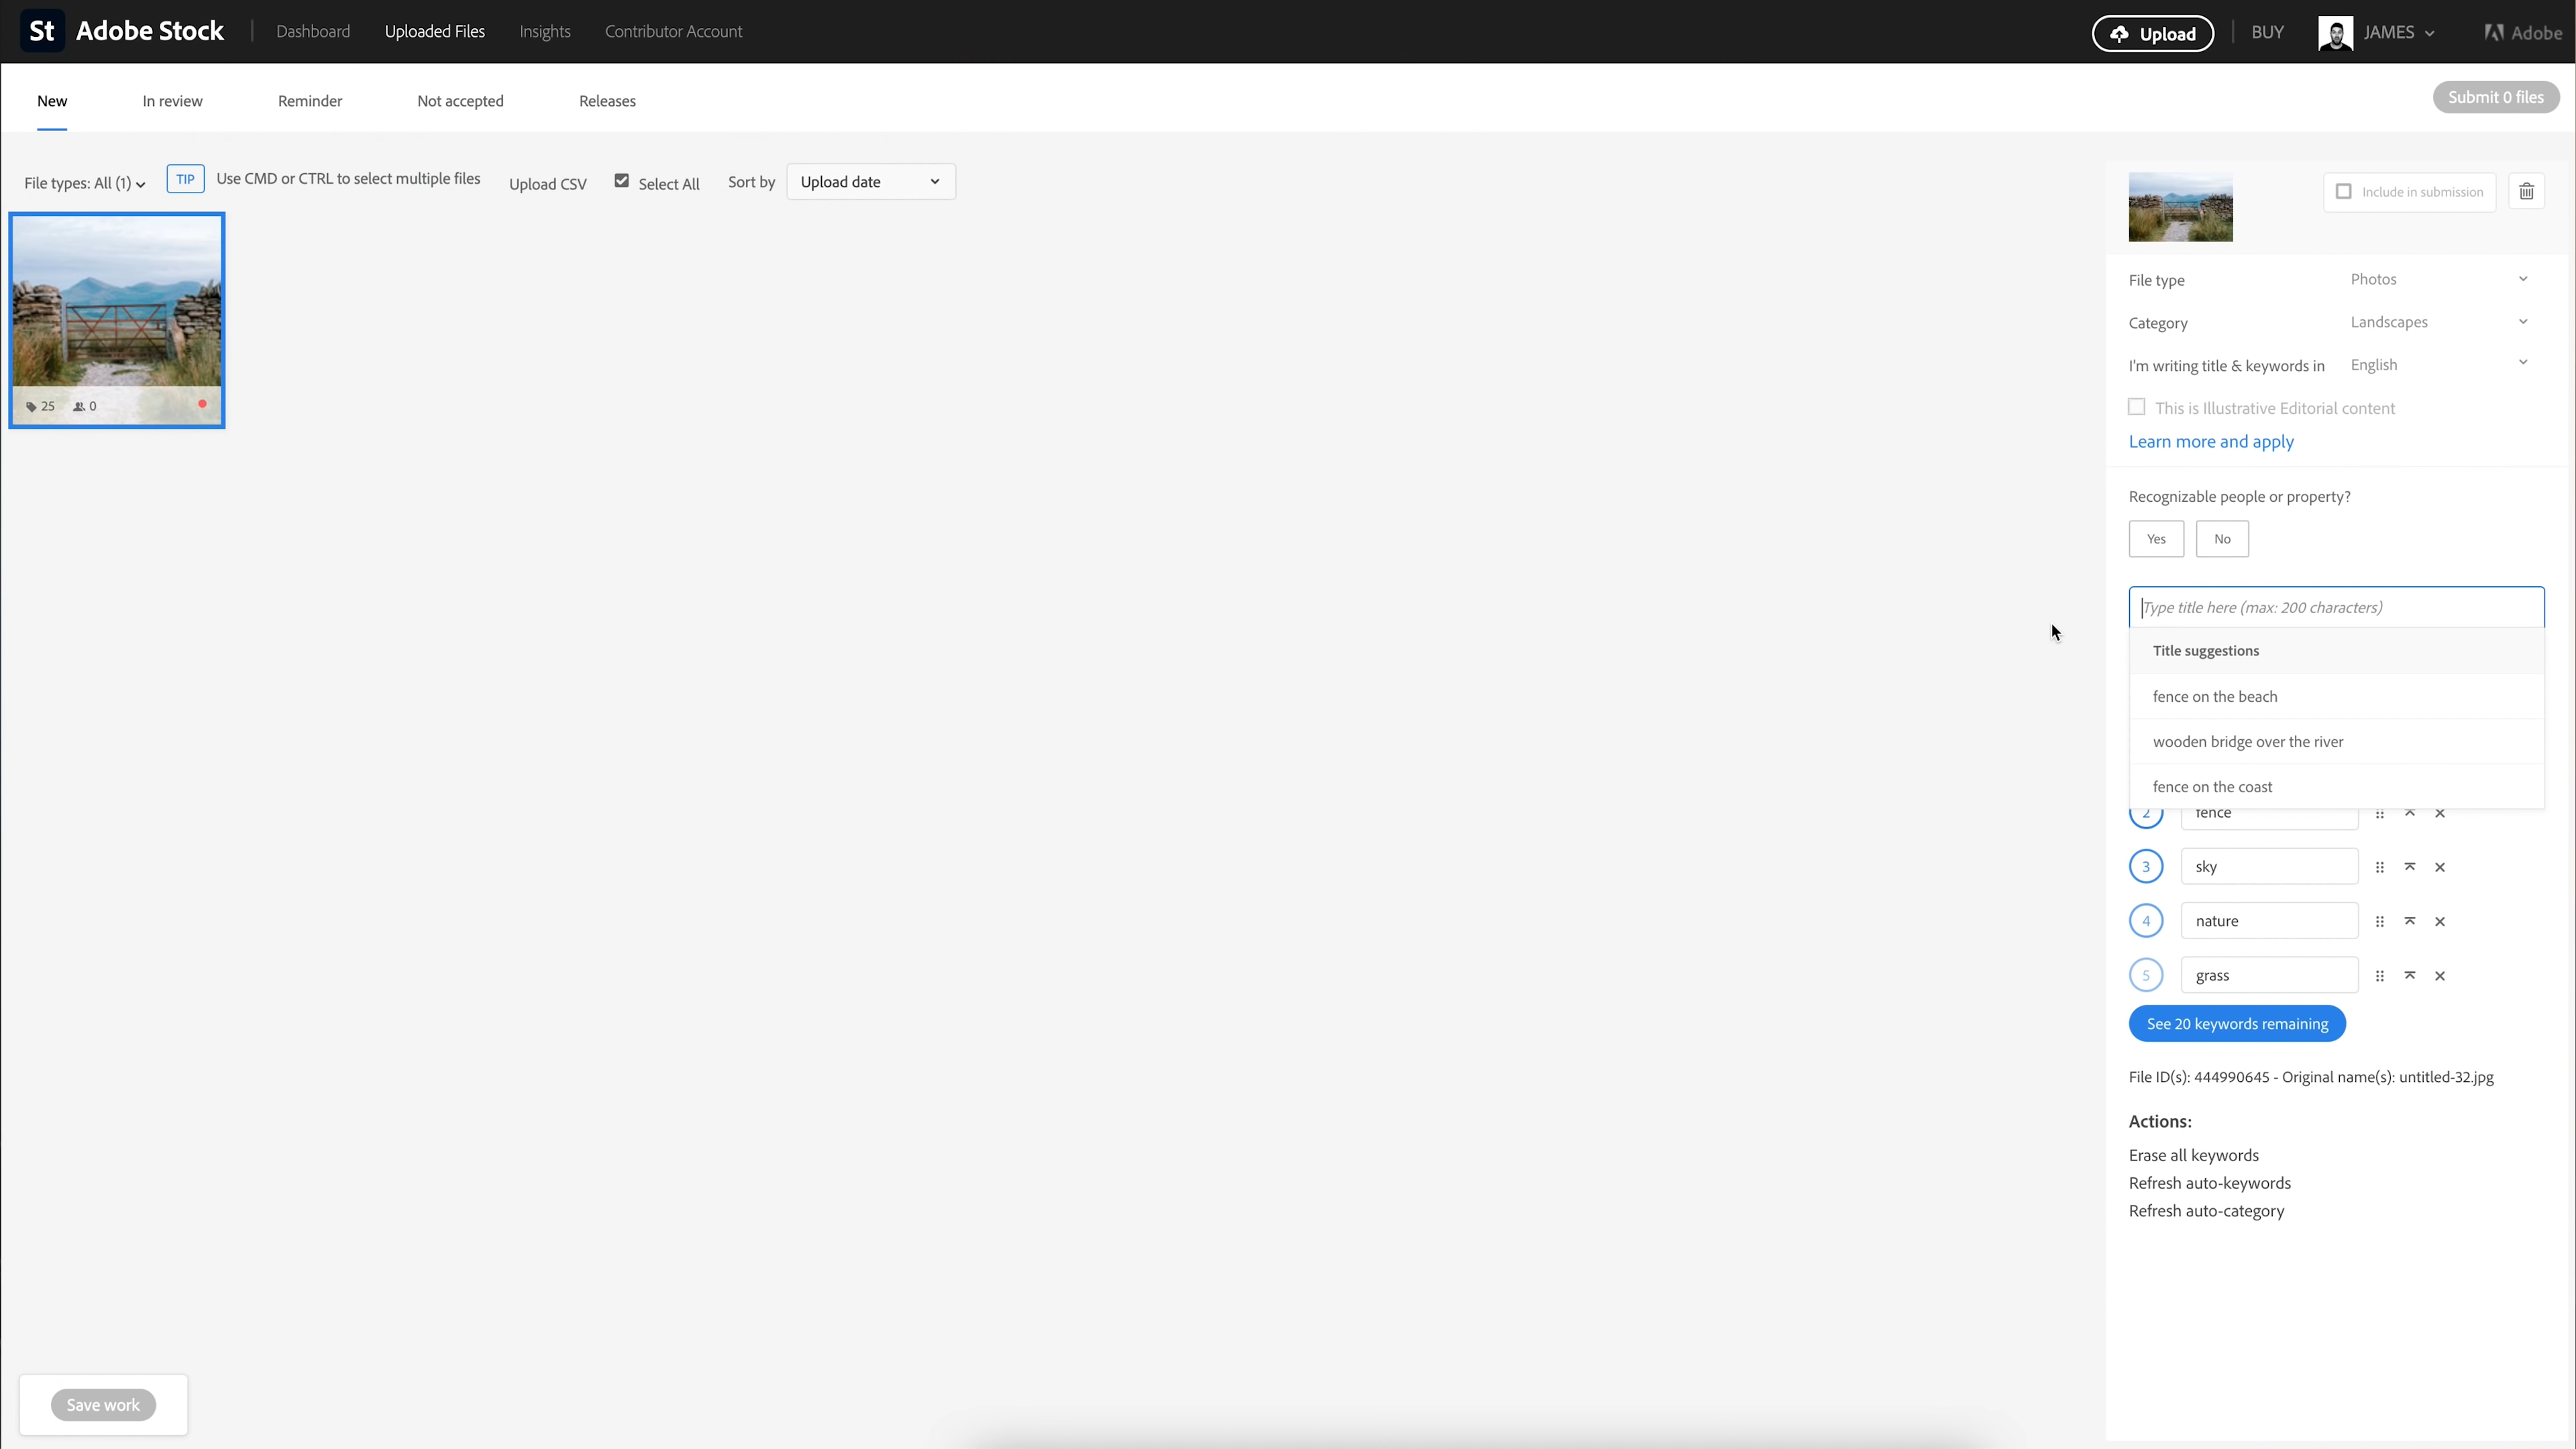 St Adobe Stock Dashboard Uploaded Files Insights Contributor Account Upload BUY JAMES Adobe
New In review Reminder Not accepted Releases Submit 0 files
File types: All (1) TIP Use CMD or CTRL to select multiple files Upload CSV Select All Sort by Upload date
25 0
Include in submission
File type Photos
Category Landscapes
I'm writing title & keywords in English
This is Illustrative Editorial content
Learn more and apply
Recognizable people or property?
Yes No
Type title here (max: 200 characters)
Title suggestions
fence on the beach
wooden bridge over the river
fence on the coast
2 fence
3 sky
4 nature
5 grass
See 20 keywords remaining
File ID(s): 444990645 - Original name(s): untitled-32.jpg
Actions:
Erase all keywords
Refresh auto-keywords
Refresh auto-category
Save work